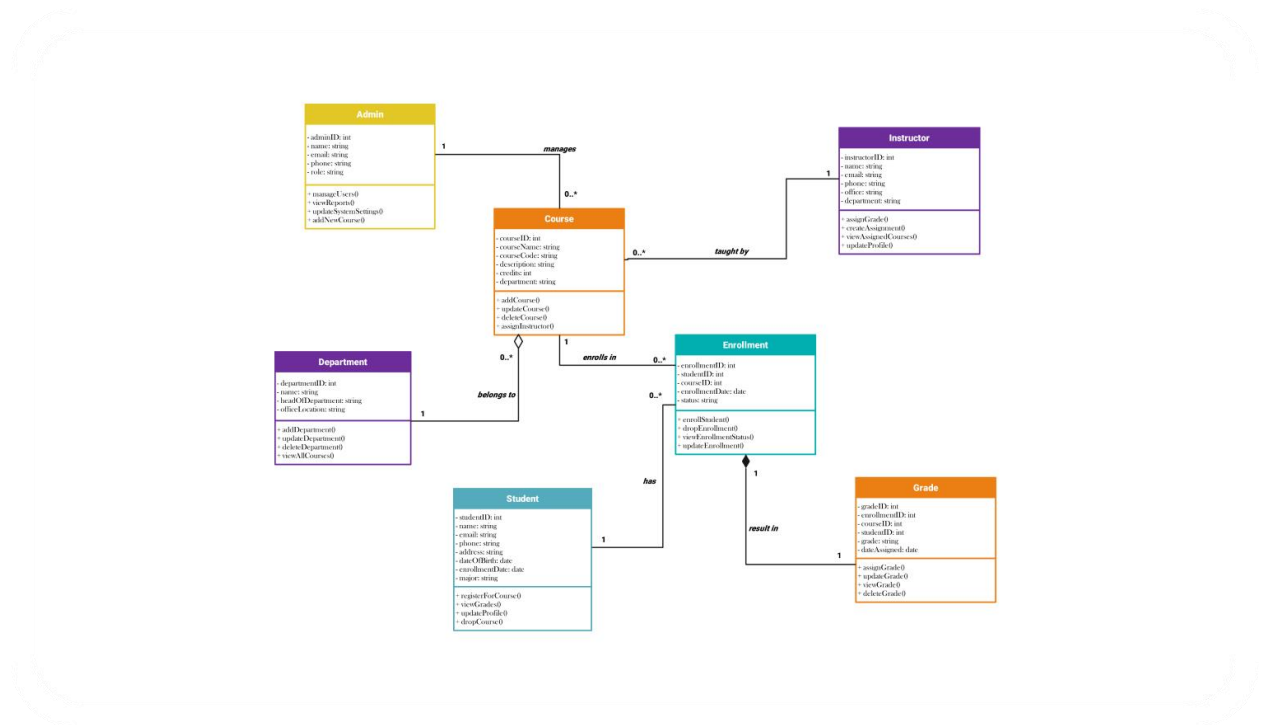 Admin
- adminID: int
- name: string
- email: string
- phone: string
- role: string
+ manageUsers()
+ viewReports()
+ updateSystemSettings()
+ addNewCourse()
1
manages
0..*
Instructor
- instructorID: int
- name: string
- email: string
- phone: string
- office: string
- department: string
+ assignGrade()
+ createAssignment()
+ viewAssignedCourses()
+ updateProfile()
1
taught by
0..*
Course
- courseID: int
- courseName: string
- courseCode: string
- description: string
- credits: int
- department: string
+ addCourse()
+ updateCourse()
+ deleteCourse()
+ assignInstructor()
0..*
belongs to
1
1
enrolls in
0..*
Department
- departmentID: int
- name: string
- headOfDepartment: string
- officeLocation: string
+ addDepartment()
+ updateDepartment()
+ deleteDepartment()
+ viewAllCourses()
Enrollment
- enrollmentID: int
- studentID: int
- courseID: int
- enrollmentDate: date
- status: string
+ enrollStudent()
+ dropEnrollment()
+ viewEnrollmentStatus()
+ updateEnrollment()
0..*
has
1
1
result in
1
Student
- studentID: int
- name: string
- email: string
- phone: string
- address: string
- dateOfBirth: date
- enrollmentDate: date
- major: string
+ registerForCourse()
+ viewGrades()
+ updateProfile()
+ dropCourse()
Grade
- gradeID: int
- enrollmentID: int
- courseID: int
- studentID: int
- grade: string
- dateAssigned: date
+ assignGrade()
+ updateGrade()
+ viewGrade()
+ deleteGrade()